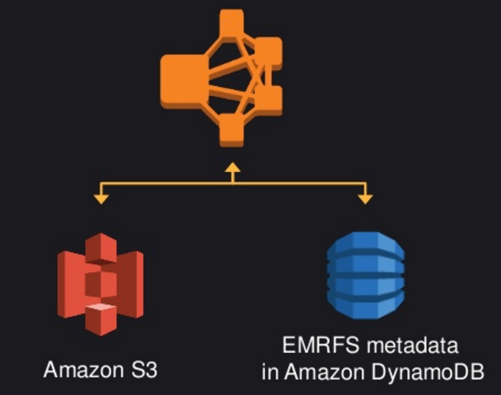 Amazon S3
EMRFS metadata
in Amazon DynamoDB